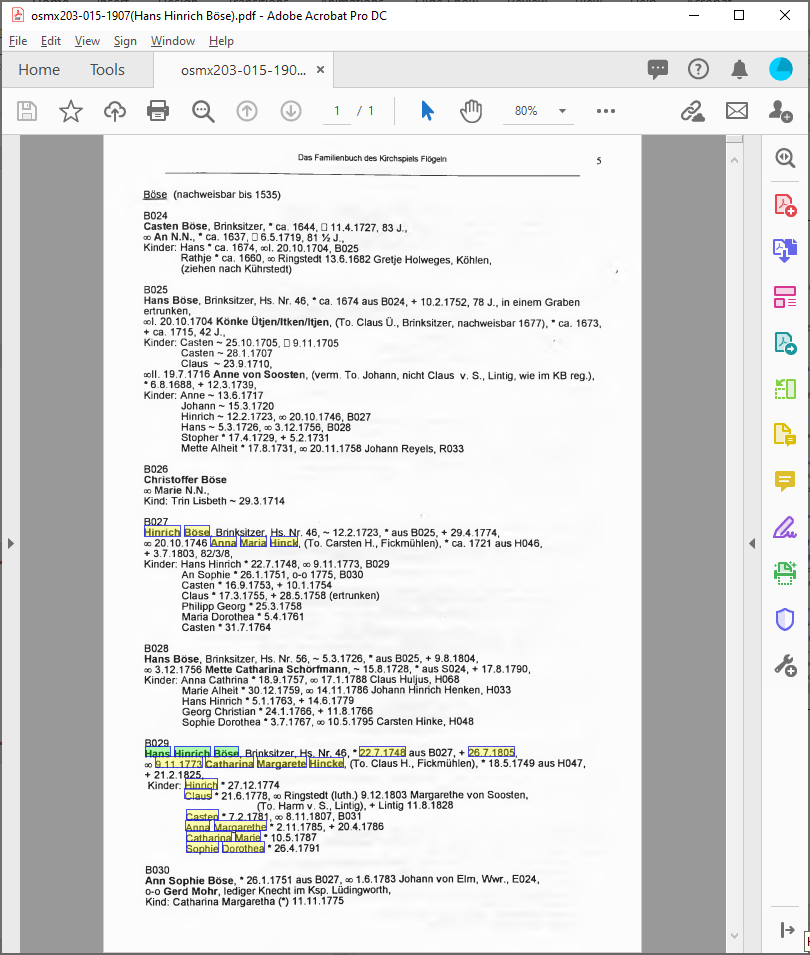 osmx203-015-1907(Hans Hinrich Böse).pdf - Adobe Acrobat Pro DC
File Edit View Sign Window Help
Home Tools osmx203-015-190... ×
1 / 1 80%
Das Familienbuch des Kirchspiels Flögeln 5
Böse (nachweisbar bis 1535)
B024
Casten Böse, Brinksitzer, * ca. 1644, ▯ 11.4.1727, 83 J.,
∞ An N.N., * ca. 1637, ▯ 6.5.1719, 81 ½ J.,
Kinder: Hans * ca. 1674, ∞I. 20.10.1704, B025
Rathje * ca. 1660, ∞ Ringstedt 13.6.1682 Gretje Holweges, Köhlen,
(ziehen nach Kührstedt)
B025
Hans Böse, Brinksitzer, Hs. Nr. 46, * ca. 1674 aus B024, + 10.2.1752, 78 J., in einem Graben
ertrunken,
∞I. 20.10.1704 Könke Ütjen/Itken/Itjen, (To. Claus Ü., Brinksitzer, nachweisbar 1677), * ca. 1673,
+ ca. 1715, 42 J.,
Kinder: Casten ~ 25.10.1705, ▯ 9.11.1705
Casten ~ 28.1.1707
Claus ~ 23.9.1710,
∞II. 19.7.1716 Anne von Soosten, (verm. To. Johann, nicht Claus v. S., Lintig, wie im KB reg.),
* 6.8.1688, + 12.3.1739,
Kinder: Anne ~ 13.6.1717
Johann ~ 15.3.1720
Hinrich ~ 12.2.1723, ∞ 20.10.1746, B027
Hans ~ 5.3.1726, ∞ 3.12.1756, B028
Stopher * 17.4.1729, + 5.2.1731
Mette Alheit * 17.8.1731, ∞ 20.11.1758 Johann Reyels, R033
B026
Christoffer Böse
∞ Marie N.N.,
Kind: Trin Lisbeth ~ 29.3.1714
B027
Hinrich Böse, Brinksitzer, Hs. Nr. 46, ~ 12.2.1723, * aus B025, + 29.4.1774,
∞ 20.10.1746 Anna Maria Hinck, (To. Carsten H., Fickmühlen), * ca. 1721 aus H046,
+ 3.7.1803, 82/3/8,
Kinder: Hans Hinrich * 22.7.1748, ∞ 9.11.1773, B029
An Sophie * 26.1.1751, o-o 1775, B030
Casten * 16.9.1753, + 10.1.1754
Claus * 17.3.1755, + 28.5.1758 (ertrunken)
Philipp Georg * 25.3.1758
Maria Dorothea * 5.4.1761
Casten * 31.7.1764
B028
Hans Böse, Brinksitzer, Hs. Nr. 56, ~ 5.3.1726, * aus B025, + 9.8.1804,
∞ 3.12.1756 Mette Catharina Schörfmann, ~ 15.8.1728, * aus S024, + 17.8.1790,
Kinder: Anna Cathrina * 18.9.1757, ∞ 17.1.1788 Claus Huljus, H068
Marie Alheit * 30.12.1759, ∞ 14.11.1786 Johann Hinrich Henken, H033
Hans Hinrich * 5.1.1763, + 14.6.1779
Georg Christian * 24.1.1766, + 11.8.1766
Sophie Dorothea * 3.7.1767, ∞ 10.5.1795 Carsten Hinke, H048
B029
Hans Hinrich Böse, Brinksitzer, Hs. Nr. 46, * 22.7.1748 aus B027, + 26.7.1805,
∞ 9.11.1773 Catharina Margarete Hincke, (To. Claus H., Fickmühlen), * 18.5.1749 aus H047,
+ 21.2.1825,
Kinder: Hinrich * 27.12.1774
Claus * 21.6.1778, ∞ Ringstedt (luth.) 9.12.1803 Margarethe von Soosten,
(To. Harm v. S., Lintig), + Lintig 11.8.1828
Casten * 7.2.1781, ∞ 8.11.1807, B031
Anna Margarethe * 2.11.1785, + 20.4.1786
Catharina Marie * 10.5.1787
Sophie Dorothea * 26.4.1791
B030
Ann Sophie Böse, * 26.1.1751 aus B027, ∞ 1.6.1783 Johann von Elm, Wwr., E024,
o-o Gerd Mohr, lediger Knecht im Ksp. Lüdingworth,
Kind: Catharina Margaretha (*) 11.11.1775